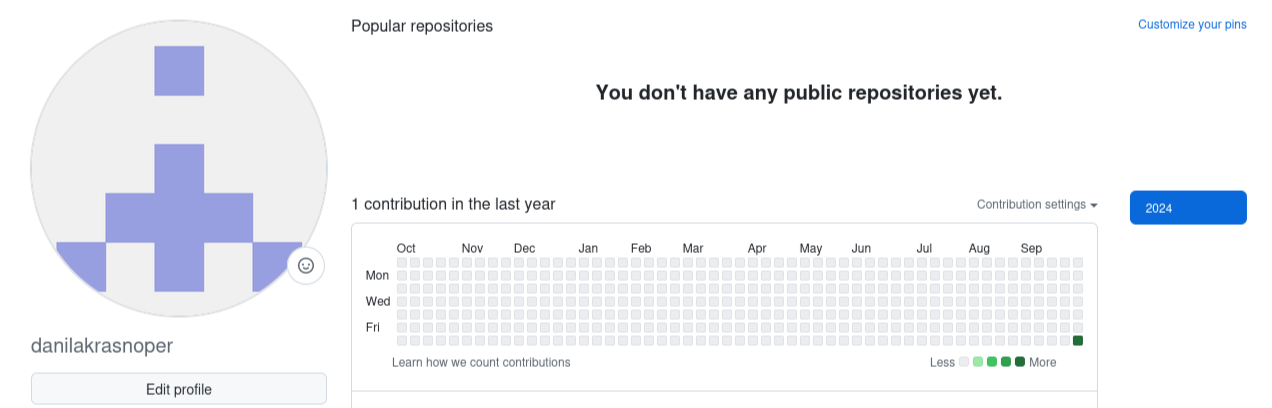 Popular repositories
Customize your pins
You don't have any public repositories yet.
1 contribution in the last year
Contribution settings
2024
Oct Nov Dec Jan Feb Mar Apr May Jun Jul Aug Sep
Mon
Wed
Fri
Learn how we count contributions
Less More
danilakrasnoper
Edit profile